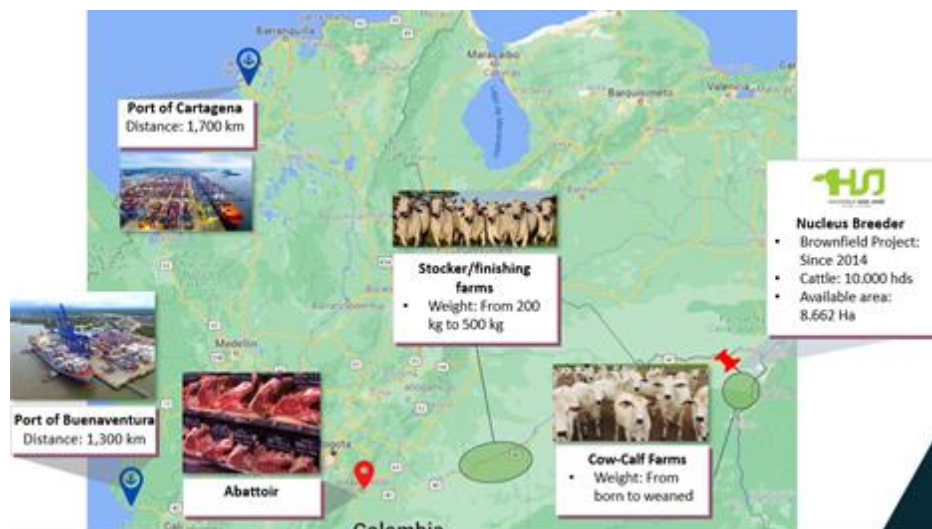 Barranquilla
Maracaibo
Barquisimeto
Valencia
Port of Cartagena
Distance: 1,700 km
Stocker/finishing
farms
• Weight: From 200
kg to 500 kg
Nucleus Breeder
• Brownfield Project:
Since 2014
• Cattle: 10.000 hds
• Available area:
8.662 Ha
Medellín
Port of Buenaventura
Distance: 1,300 km
Abattoir
Cow-Calf Farms
• Weight: From
born to weaned
Colombia